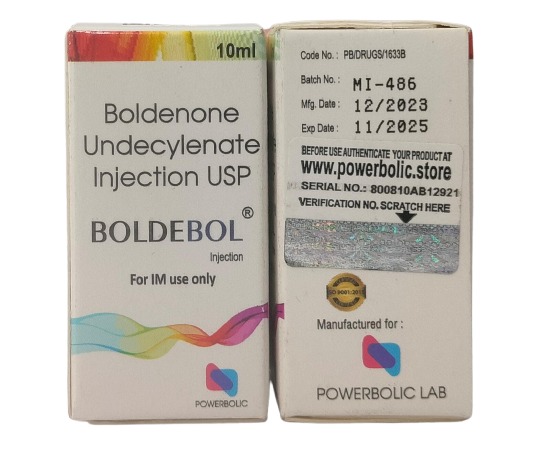 10ml
Boldenone
Undecylenate
Injection USP
BOLDEBOL ®
Injection
For IM use only
POWERBOLIC
Code No.: PB/DRUGS/1633B
Batch No.: MI-486
Mfg. Date : 12/2023
Exp Date : 11/2025
BEFORE USE AUTHENTICATE YOUR PRODUCT AT
www.powerbolic.store
SERIAL NO.: 800810AB12921
VERIFICATION NO. SCRATCH HERE
Manufactured for :
POWERBOLIC LAB